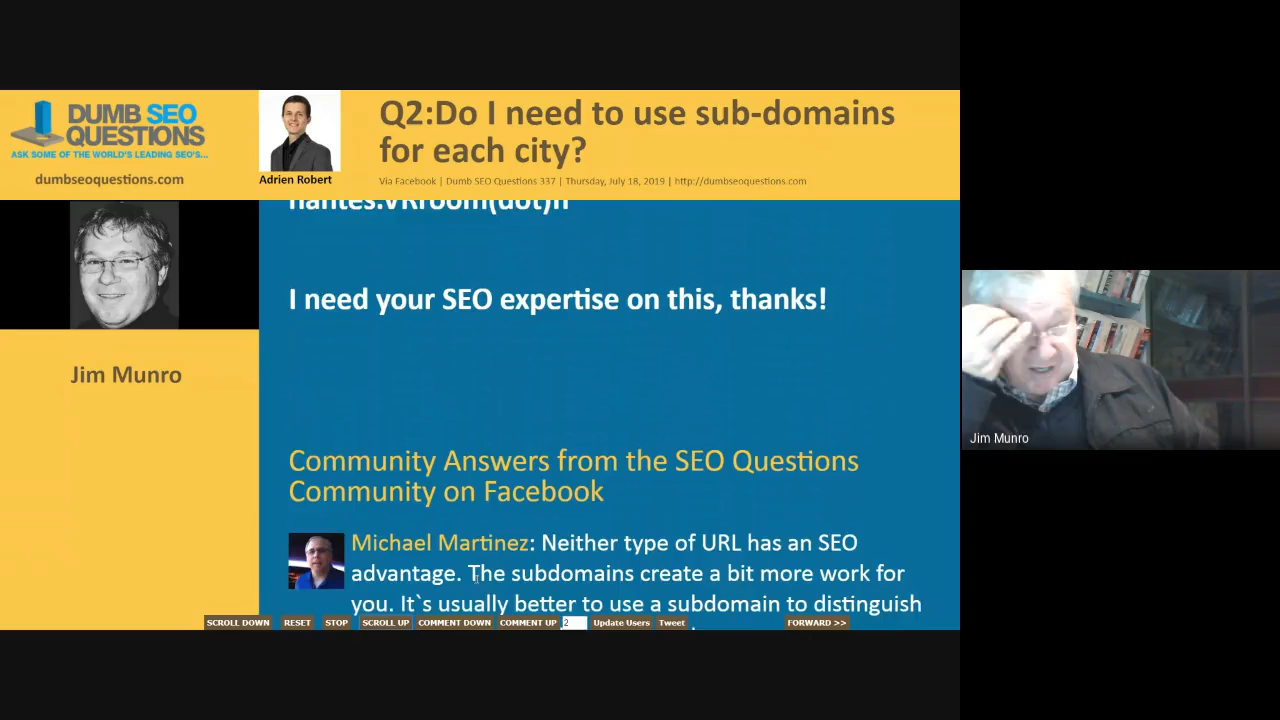 DUMB SEO
QUESTIONS
ASK SOME OF THE WORLD'S LEADING SEO'S...
dumbseoquestions.com
Adrien Robert
Q2:Do I need to use sub-domains
for each city?
Via Facebook | Dumb SEO Questions 337 | Thursday, July 18, 2019 | http://dumbseoquestions.com
Jim Munro
nantes.VRroom(dot)fr
I need your SEO expertise on this, thanks!
Community Answers from the SEO Questions
Community on Facebook
Michael Martinez: Neither type of URL has an SEO
advantage. The subdomains create a bit more work for
you. It`s usually better to use a subdomain to distinguish
SCROLL DOWN RESET STOP SCROLL UP COMMENT DOWN COMMENT UP 2 Update Users Tweet FORWARD >>
Jim Munro